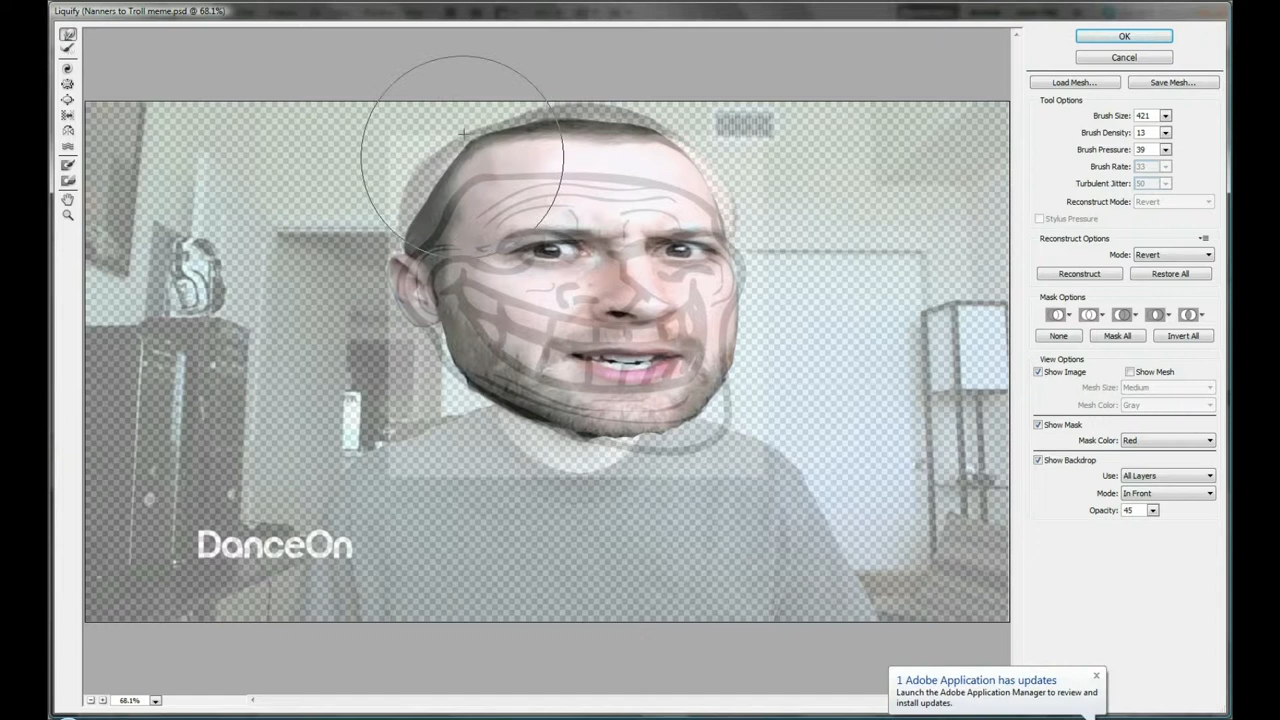 Liquify (Nanners to Troll meme.psd @ 68.1%)
OK
Cancel
Load Mesh...
Save Mesh...
Tool Options
Brush Size: 421
Brush Density: 13
Brush Pressure: 39
Brush Rate: 33
Turbulent Jitter: 50
Reconstruct Mode: Revert
Stylus Pressure
Reconstruct Options
Mode: Revert
Reconstruct
Restore All
Mask Options
None
Mask All
Invert All
View Options
Show Image
Show Mesh
Mesh Size: Medium
Mesh Color: Gray
Show Mask
Mask Color: Red
Show Backdrop
Use: All Layers
Mode: In Front
Opacity: 45
DanceOn
1 Adobe Application has updates
Launch the Adobe Application Manager to review and
install updates.
68.1%